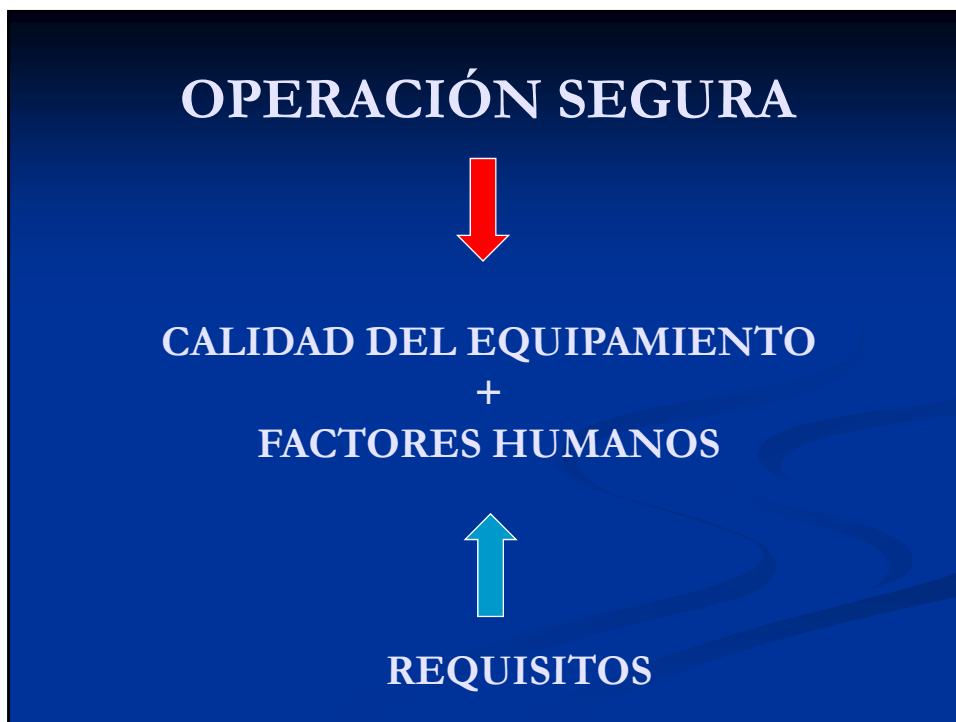 OPERACIÓN SEGURA
CALIDAD DEL EQUIPAMIENTO
+
FACTORES HUMANOS
REQUISITOS